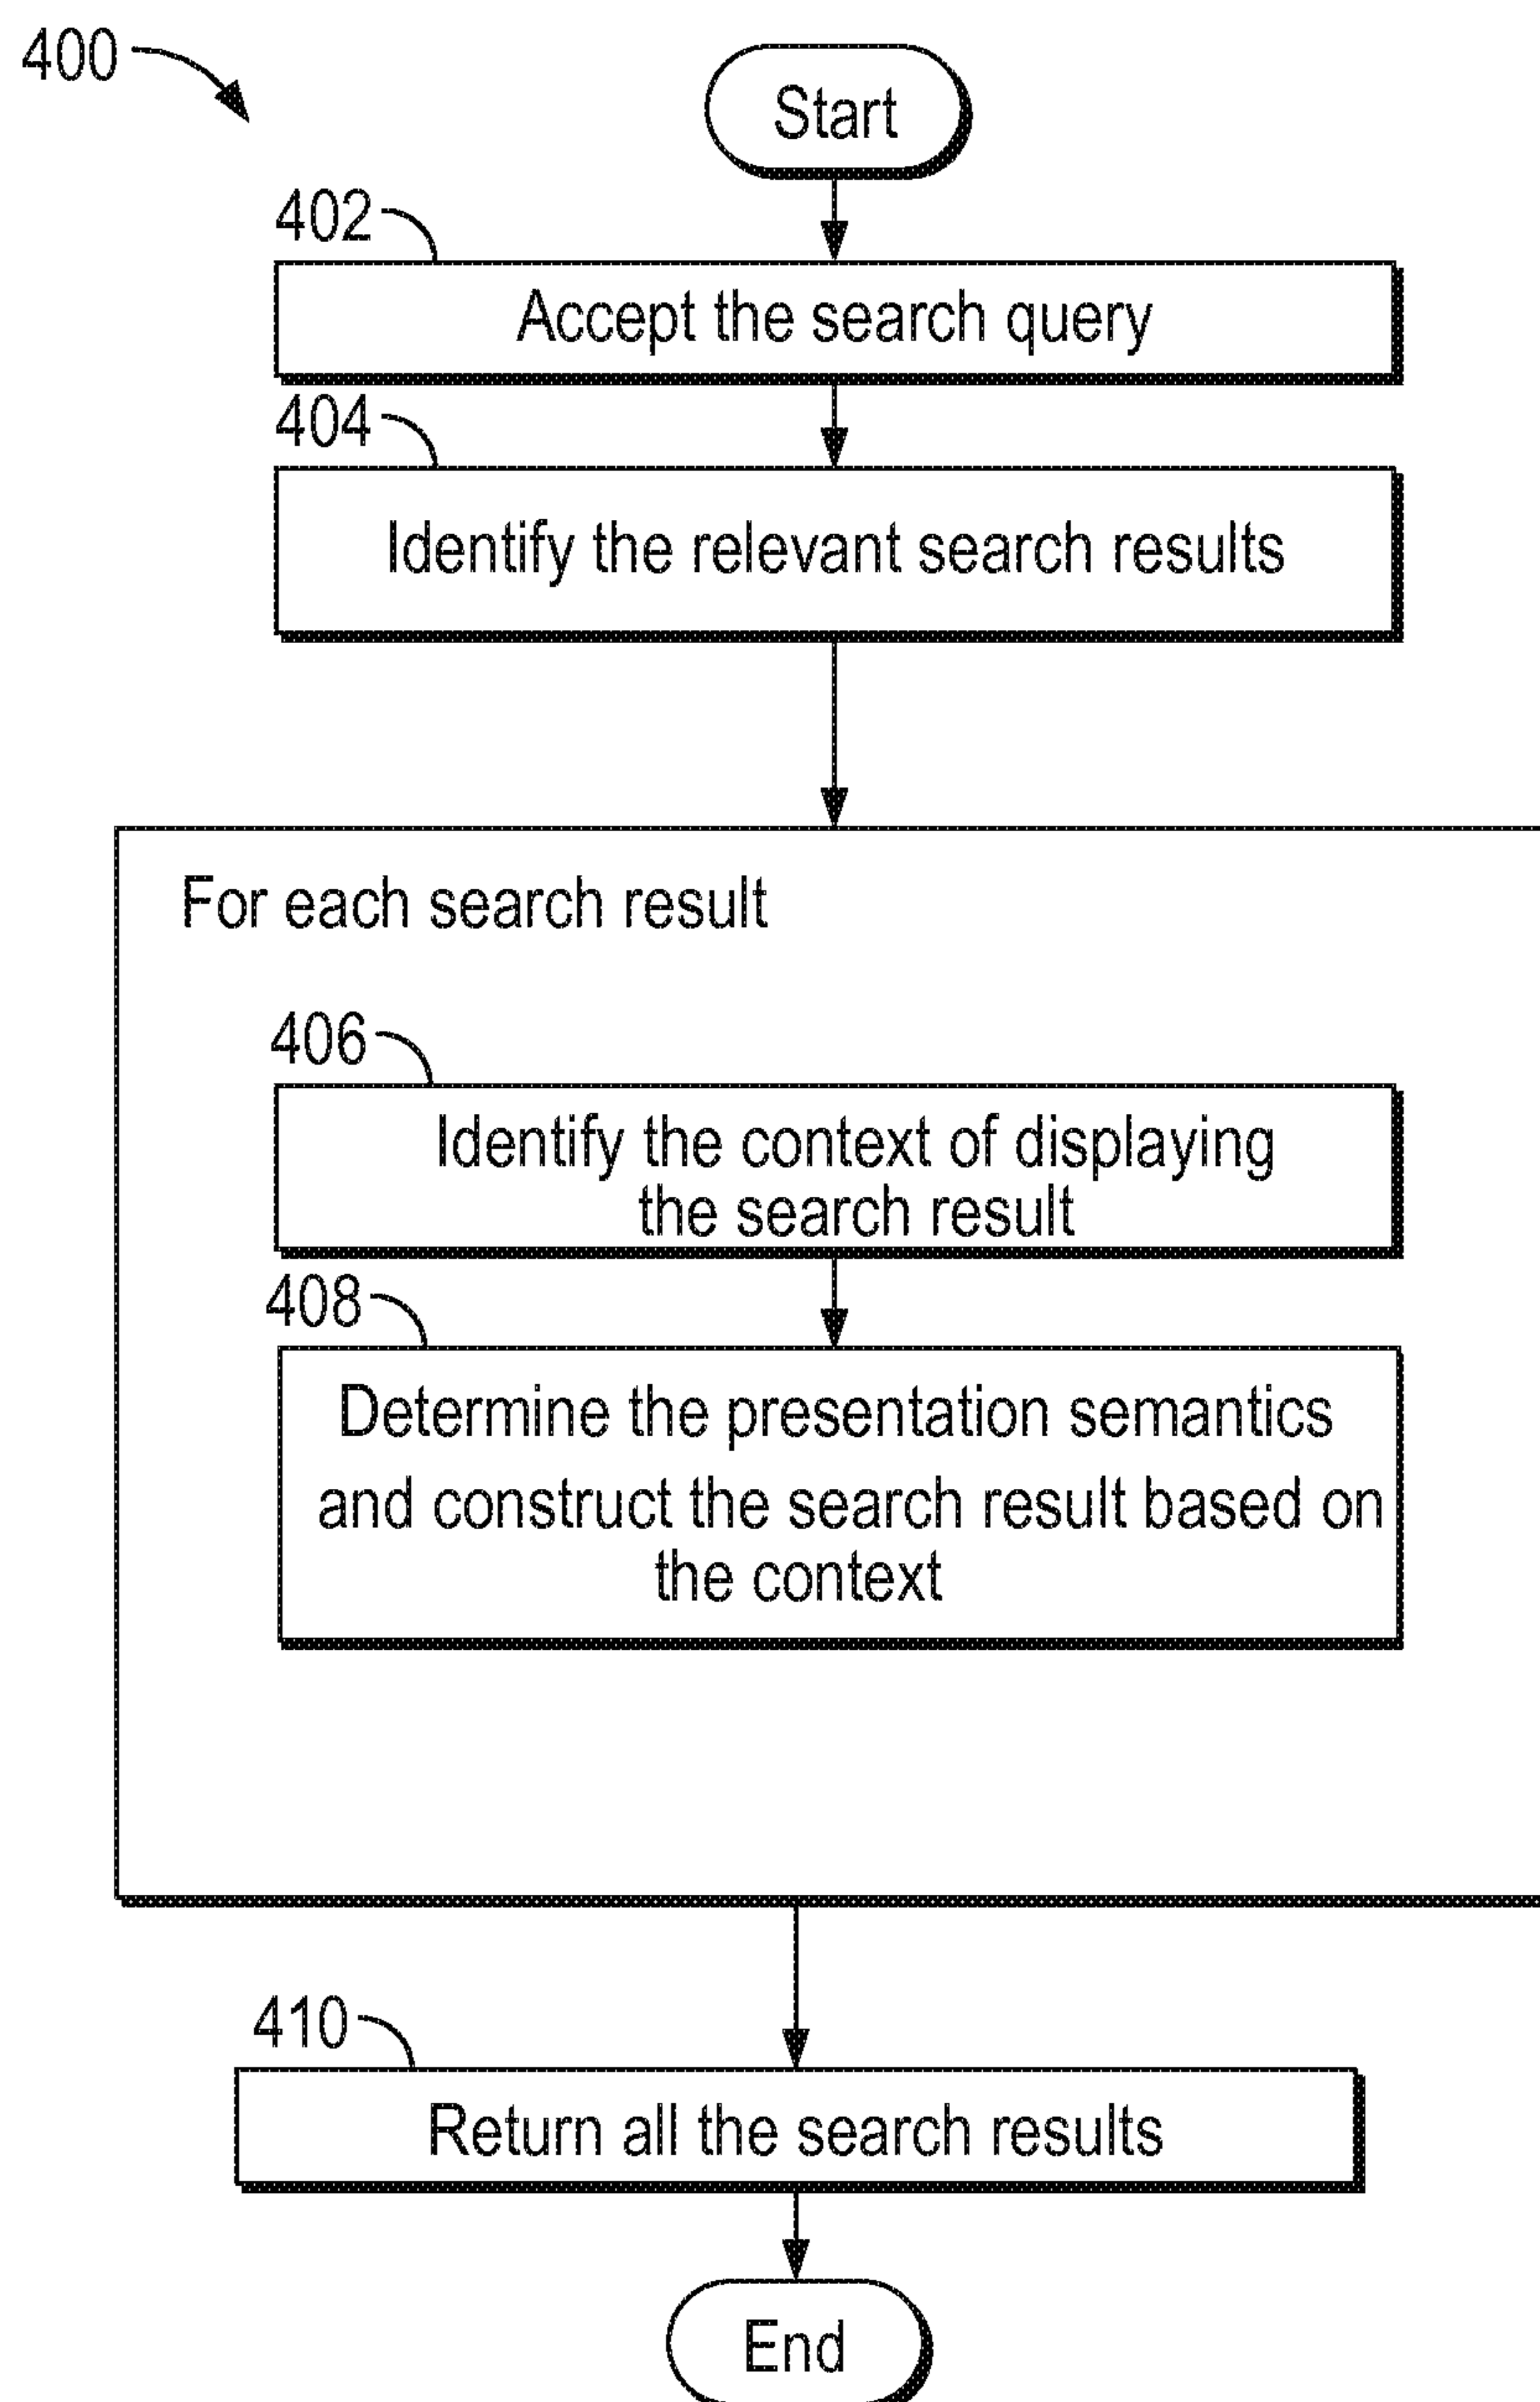 400
Start
402
Accept the search query
404
Identify the relevant search results
For each search result
406
Identify the context of displaying
the search result
408
Determine the presentation semantics
and construct the search result based on
the context
410
Return all the search results
End